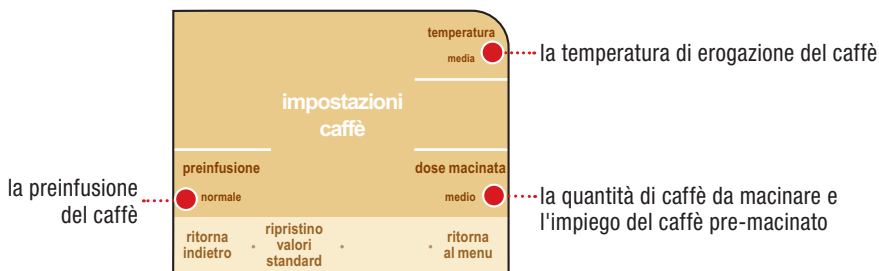 temperatura
media
la temperatura di erogazione del caffè
impostazioni
caffè
preinfusione
normale
la preinfusione
del caffè
dose macinata
medio
la quantità di caffè da macinare e
l'impiego del caffè pre-macinato
ritorna
indietro
ripristino
valori
standard
ritorna
al menu